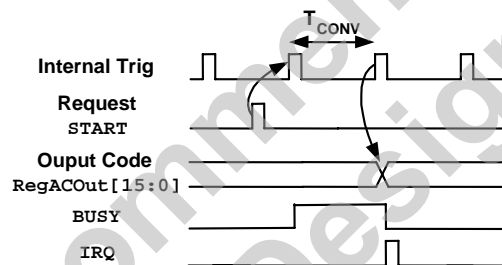 T CONV
Internal Trig
Request
START
Ouput Code
RegACOut[15:0]
BUSY
IRQ